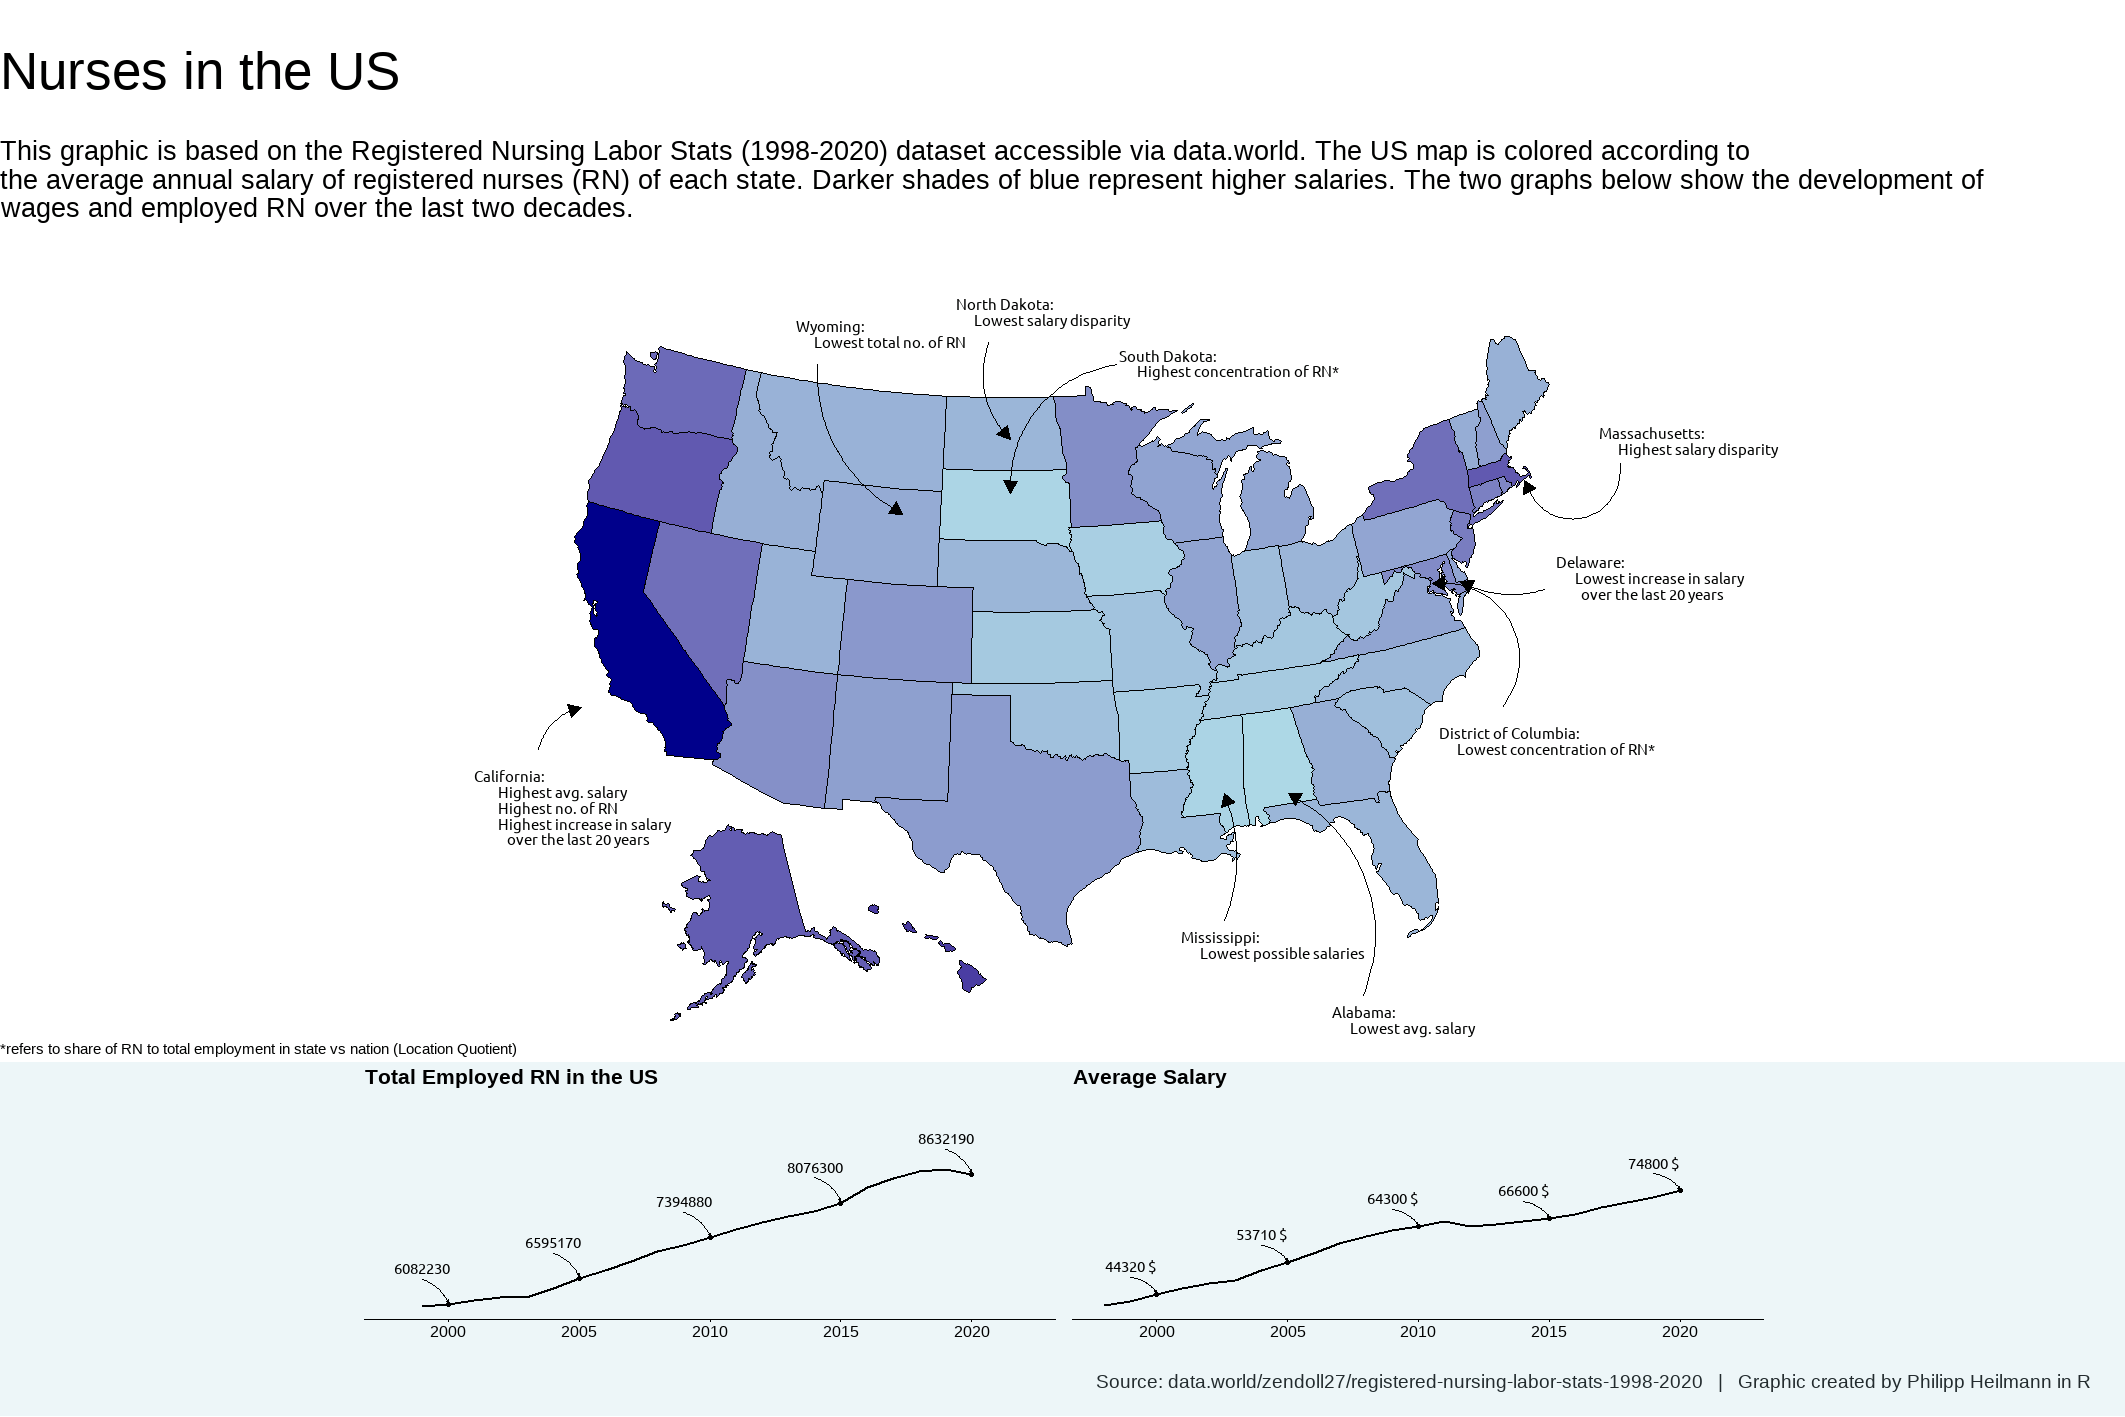 Nurses in the US
This graphic is based on the Registered Nursing Labor Stats (1998-2020) dataset accessible via data.world. The US map is colored according to
the average annual salary of registered nurses (RN) of each state. Darker shades of blue represent higher salaries. The two graphs below show the development of
wages and employed RN over the last two decades.
North Dakota:
Lowest salary disparity
Wyoming:
Lowest total no. of RN
South Dakota:
Highest concentration of RN*
Massachusetts:
Highest salary disparity
Delaware:
Lowest increase in salary
over the last 20 years
District of Columbia:
Lowest concentration of RN*
California:
Highest avg. salary
Highest no. of RN
Highest increase in salary
over the last 20 years
Mississippi:
Lowest possible salaries
Alabama:
Lowest avg. salary
*refers to share of RN to total employment in state vs nation (Location Quotient)
Total Employed RN in the US
6082230
6595170
7394880
8076300
8632190
2000 2005 2010 2015 2020
Average Salary
44320 $
53710 $
64300 $
66600 $
74800 $
2000 2005 2010 2015 2020
Source: data.world/zendoll27/registered-nursing-labor-stats-1998-2020 | Graphic created by Philipp Heilmann in R